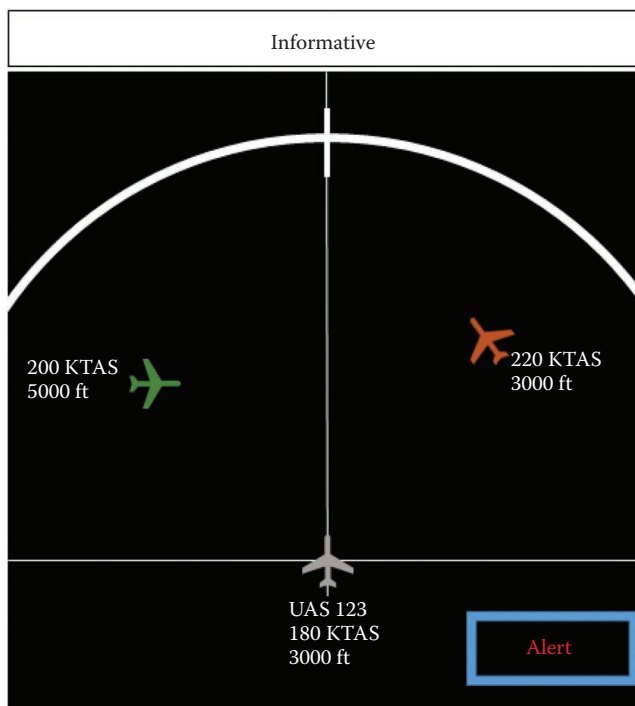 Informative
200 KTAS
5000 ft
220 KTAS
3000 ft
UAS 123
180 KTAS
3000 ft
Alert